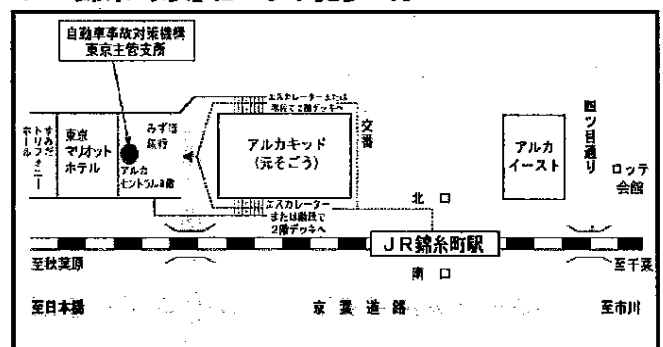 自動車事故対策機構
東京主管支所
エスカレーターまたは
階段で2階デッキへ
すみだ
トリフォニー
ホール
東京
マリオット
ホテル
みずほ
銀行
アルカ
セントラル8階
アルカキッド
(元そごう)
交番
アルカ
イースト
四ツ目通り
ロッテ
会館
エスカレーター
または階段で
2階デッキへ
北口
JR錦糸町駅
至秋葉原
南口
至千葉
至日本橋
京葉道路
至市川